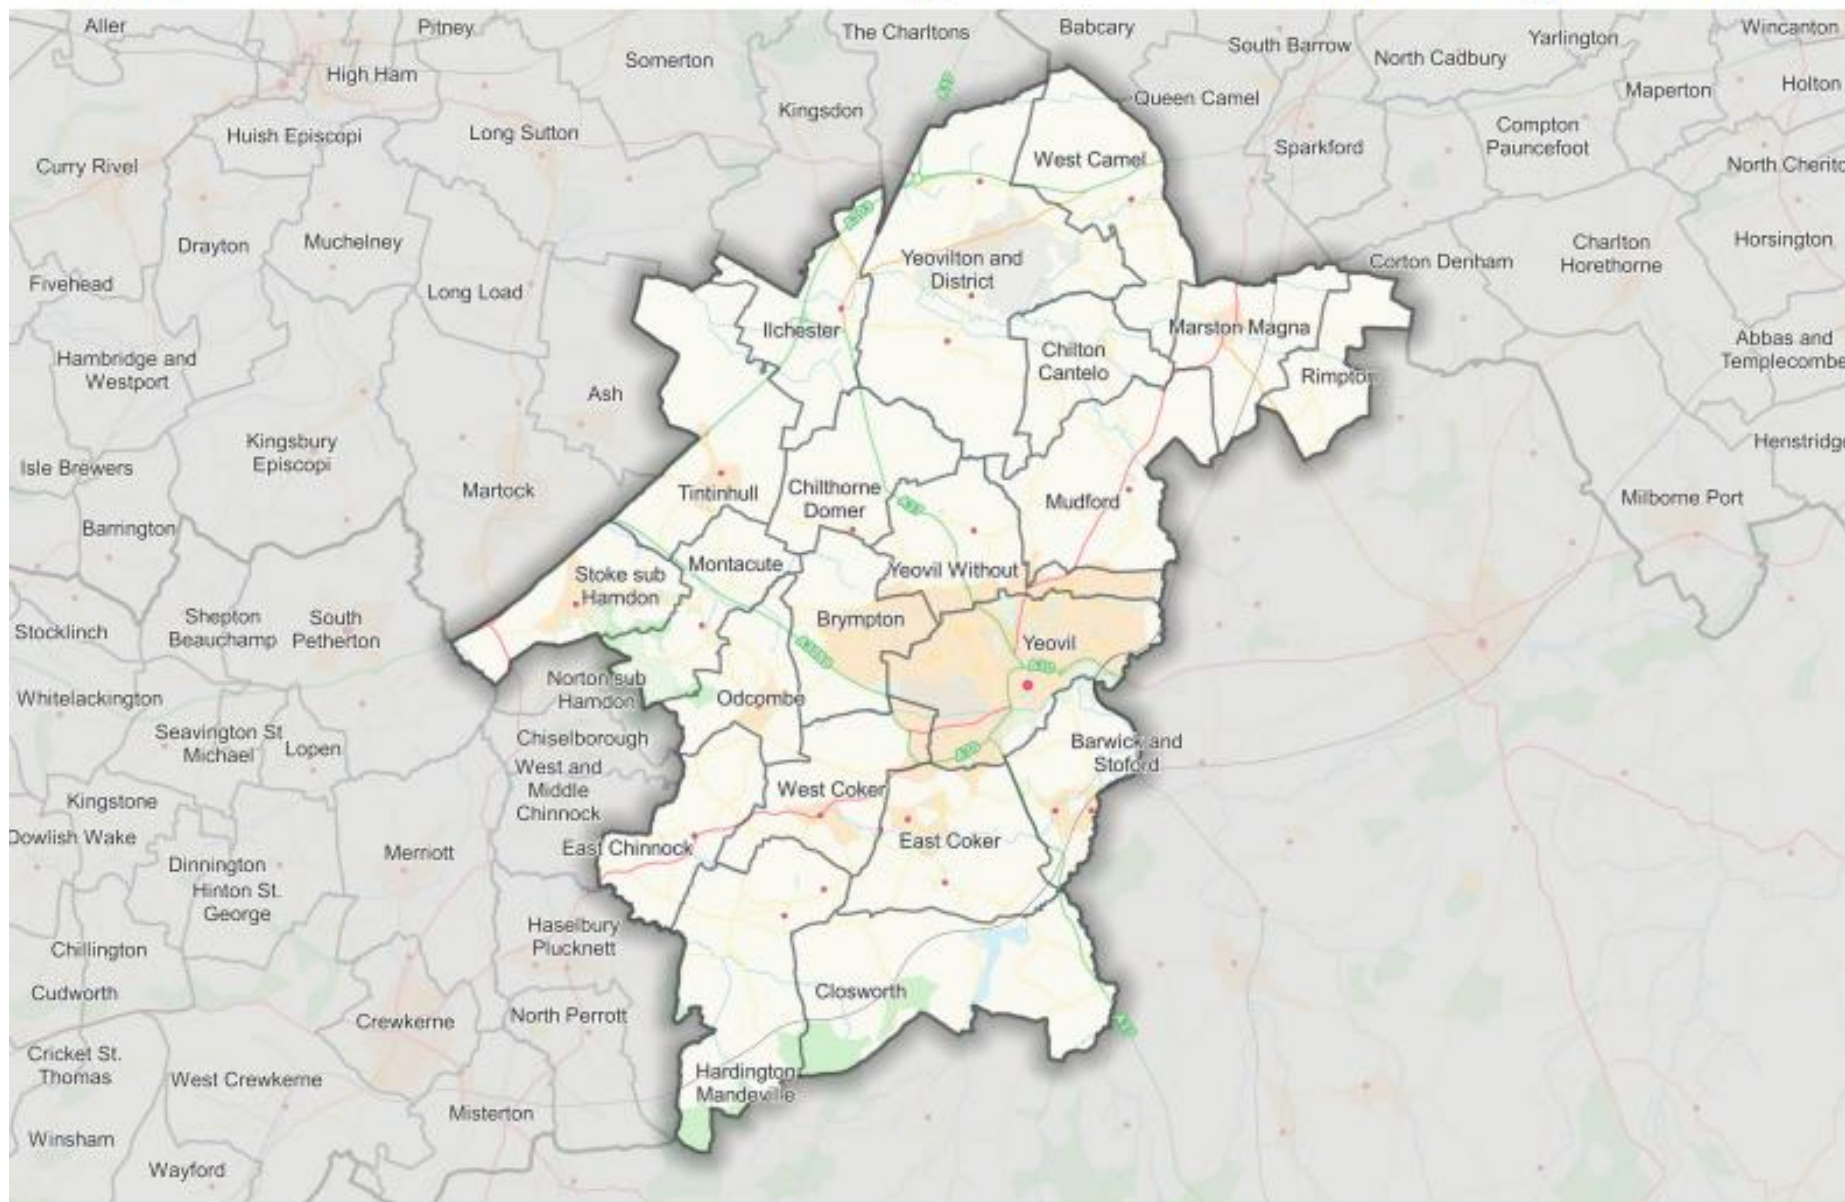 Aller
Pitney
The Charltons
Babcary
Wincanton
High Ham
Somerton
South Barrow
North Cadbury
Yarlington
Kingsdon
Queen Camel
Maperton
Holton
Huish Episcopi
Long Sutton
Compton
Pauncefoot
Curry Rivel
West Camel
Sparkford
North Cherito
A303
Drayton
Muchelney
Yeovilton and
District
Corton Denham
Charlton
Horethorne
Horsington
Fivehead
Long Load
Ilchester
Marston Magna
Hambridge and
Westport
Chilton
Cantelo
Rimpton
Abbas and
Templecombe
Ash
Kingsbury
Episcopi
Henstridge
Isle Brewers
Martock
Tintinhull
Chilthorne
Domer
A37
Mudford
Milborne Port
Barrington
Montacute
Yeovil Without
Stoke sub
Hamdon
Shepton
Beauchamp
South
Petherton
Brympton
Stocklinch
Yeovil
A30
Whitelackington
Norton sub
Hamdon
Odcombe
Seavington St
Michael
Lopen
Chiselborough
Barwick and
Stoford
West and
Middle
Chinnock
West Coker
Kingstone
Dowlish Wake
Dinnington
Merriott
East Chinnock
East Coker
Hinton St.
George
Haselbury
Plucknett
Chillington
Cudworth
Closworth
Crewkerne
North Perrott
A37
Cricket St.
Thomas
West Crewkerne
Hardington
Mandeville
Misterton
Winsham
Wayford